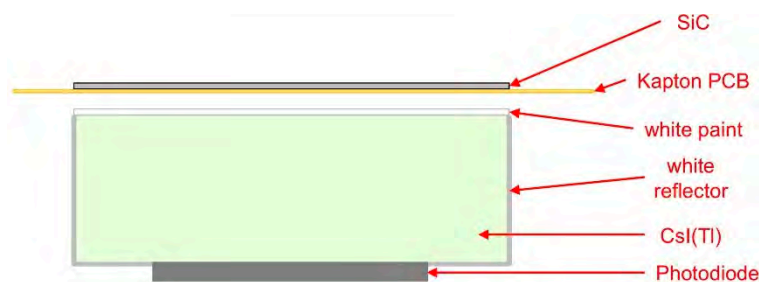 SiC
Kapton PCB
white paint
white
reflector
CsI(Tl)
Photodiode